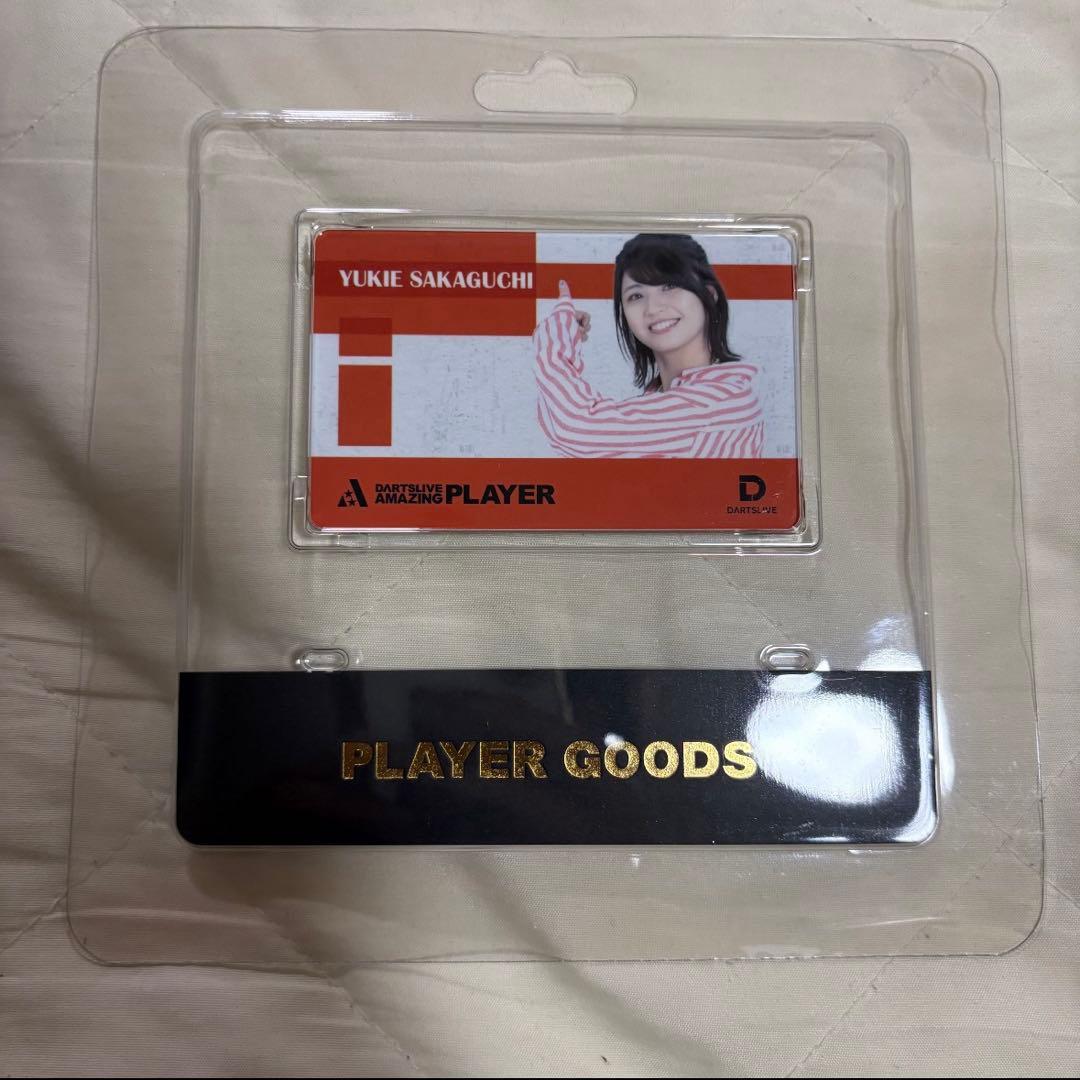 YUKIE SAKAGUCHI
DARTSLIVE
AMAZING PLAYER
D
DARTSLIVE
PLAYER GOODS